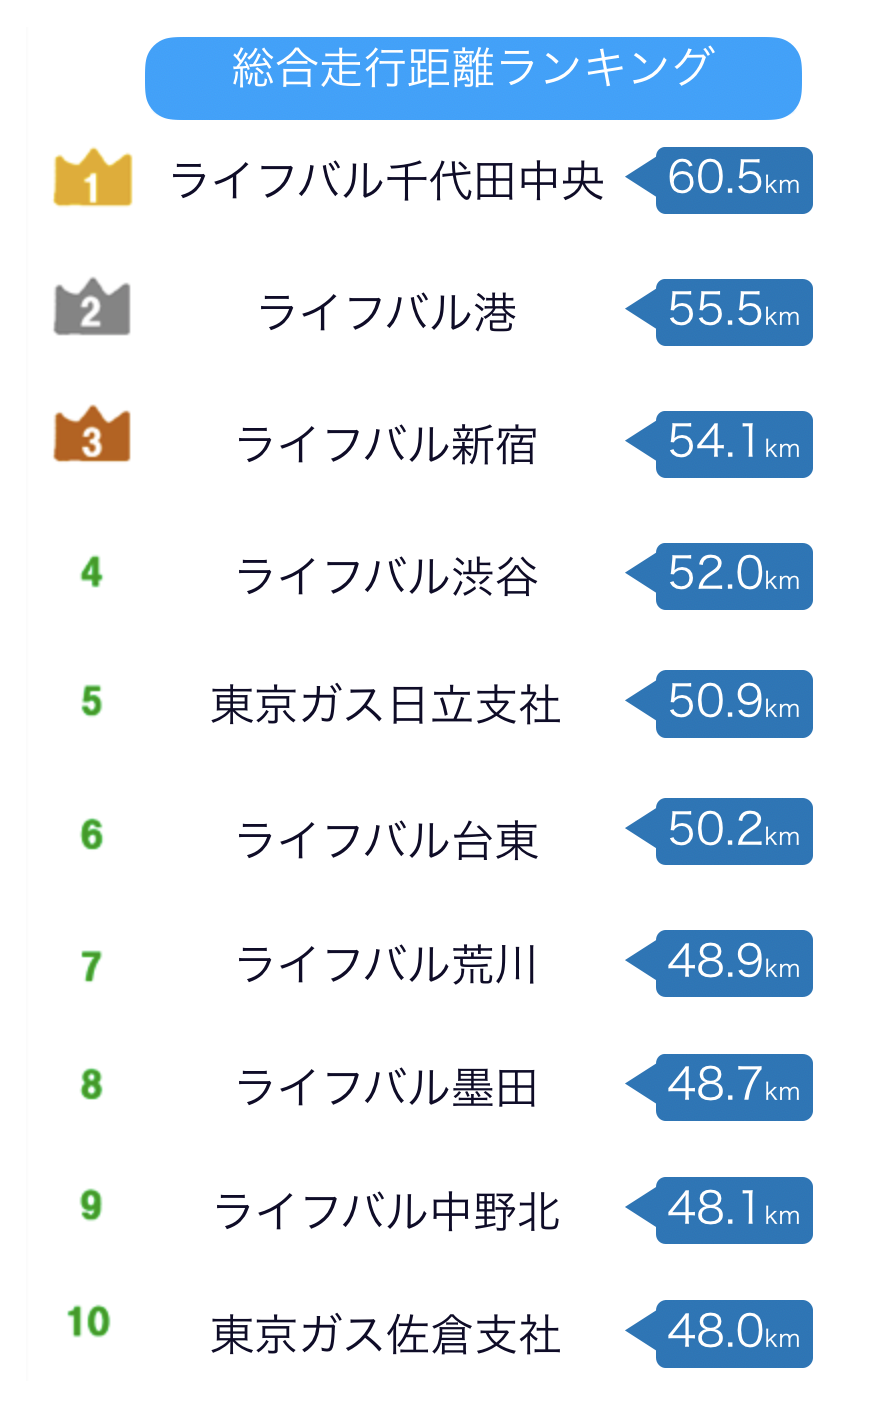 総合走行距離ランキング
1 ライフバル千代田中央 60.5km
2 ライフバル港 55.5km
3 ライフバル新宿 54.1km
4 ライフバル渋谷 52.0km
5 東京ガス日立支社 50.9km
6 ライフバル台東 50.2km
7 ライフバル荒川 48.9km
8 ライフバル墨田 48.7km
9 ライフバル中野北 48.1km
10 東京ガス佐倉支社 48.0km